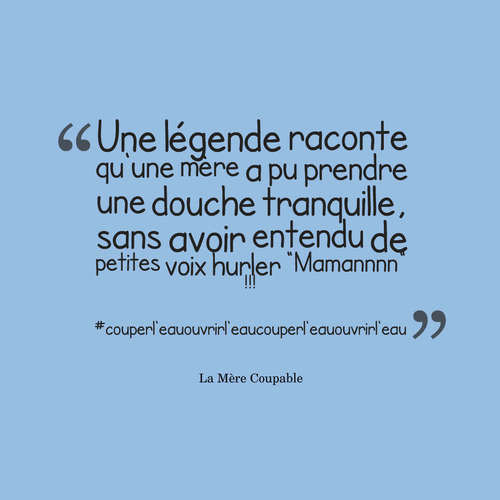 “ Une légende raconte
qu'une mère a pu prendre
une douche tranquille,
sans avoir entendu de
petites voix hurler "Mamannnn"
!!!
#couperl'eauouvrirl'eaucouperl'eauouvrirl'eau ”
La Mère Coupable